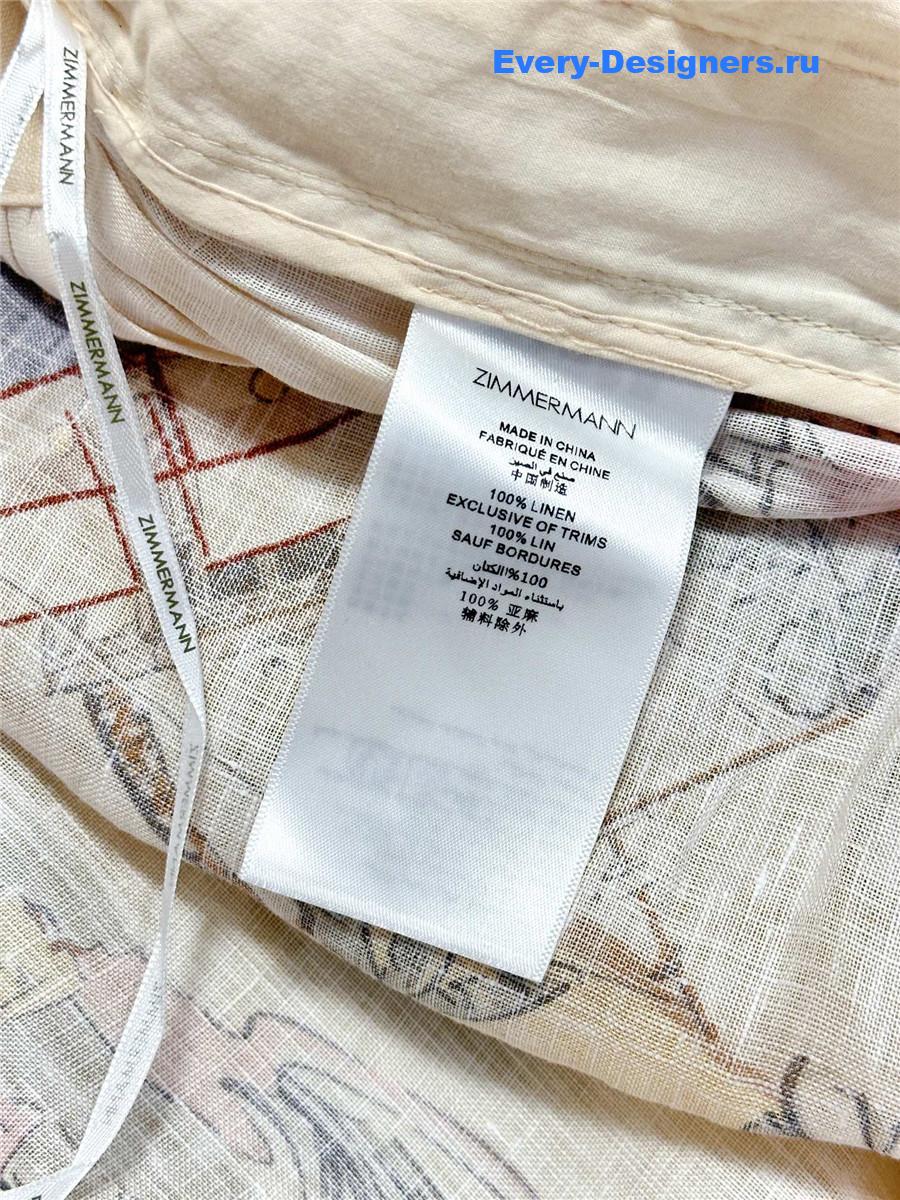 Every-Designers.ru
ZIMMERMANN
ZIMMERMANN
ZIMMERMANN
ZIMMERMANN
ZIMMERMANN
MADE IN CHINA
FABRIQUÉ EN CHINE
صنع في الصين
中国制造
100% LINEN
EXCLUSIVE OF TRIMS
100% LIN
SAUF BORDURES
100%الكتان
باستثناء المواد الإضافية
100% 亚麻
辅料除外